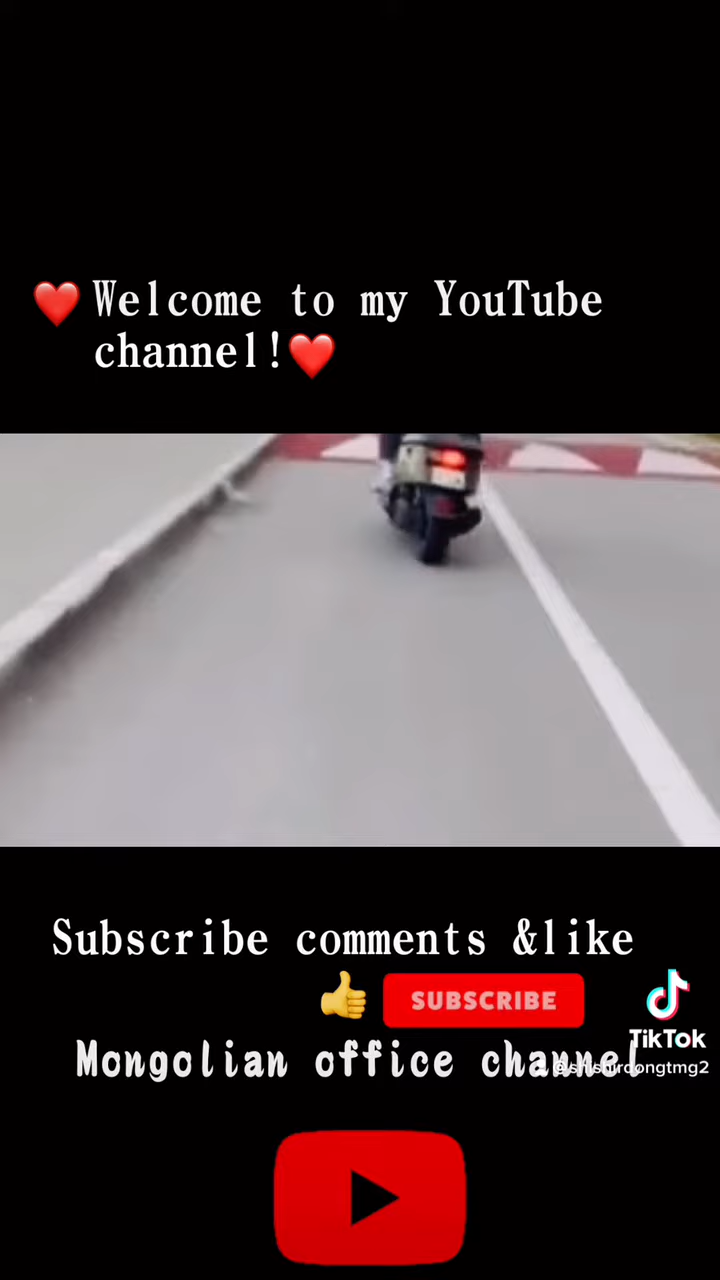 ❤️Welcome to my YouTube
channel!❤️
Subscribe comments &like
👍 SUBSCRIBE
TikTok
Mongolian office channel